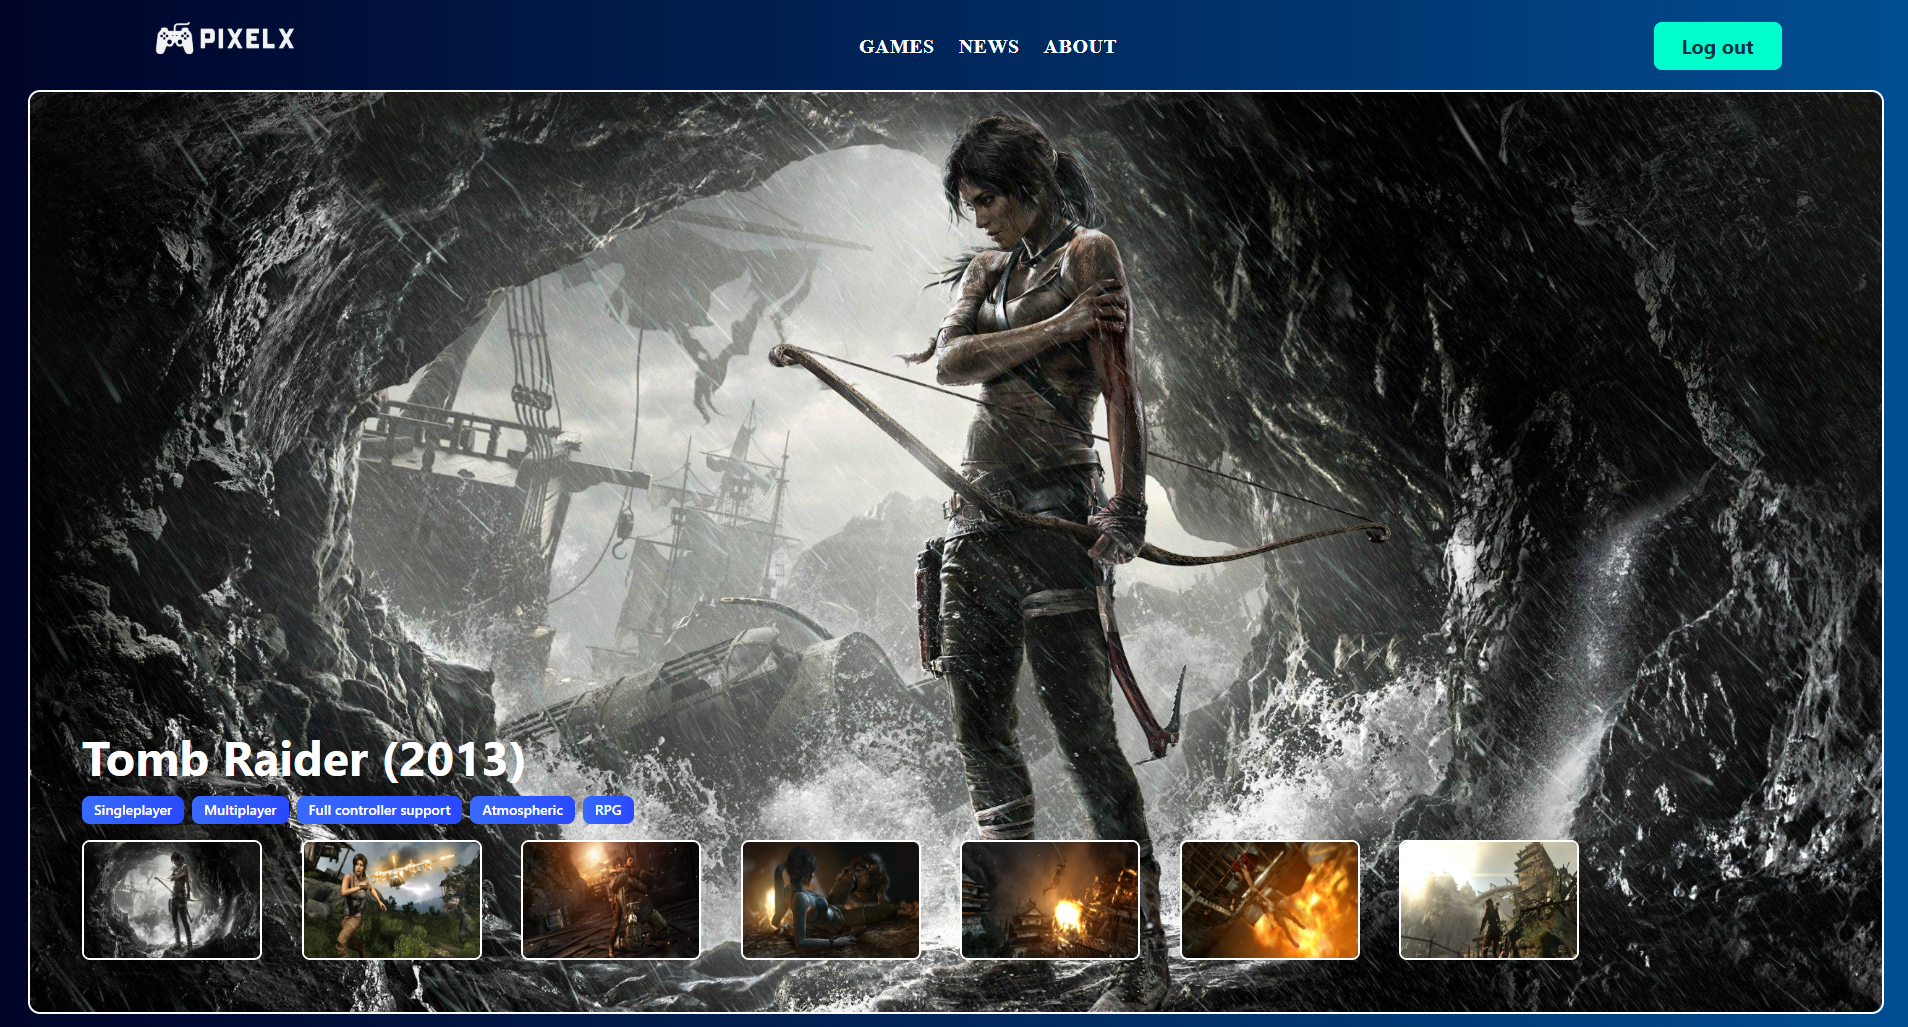 PIXELX
GAMES NEWS ABOUT
Log out
Tomb Raider (2013)
Singleplayer Multiplayer Full controller support Atmospheric RPG